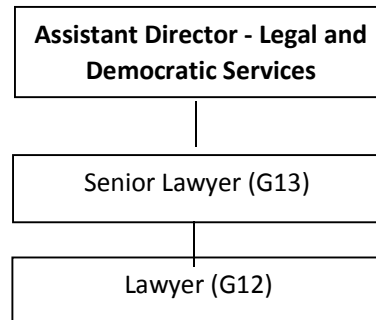 Assistant Director - Legal and
Democratic Services
Senior Lawyer (G13)
Lawyer (G12)